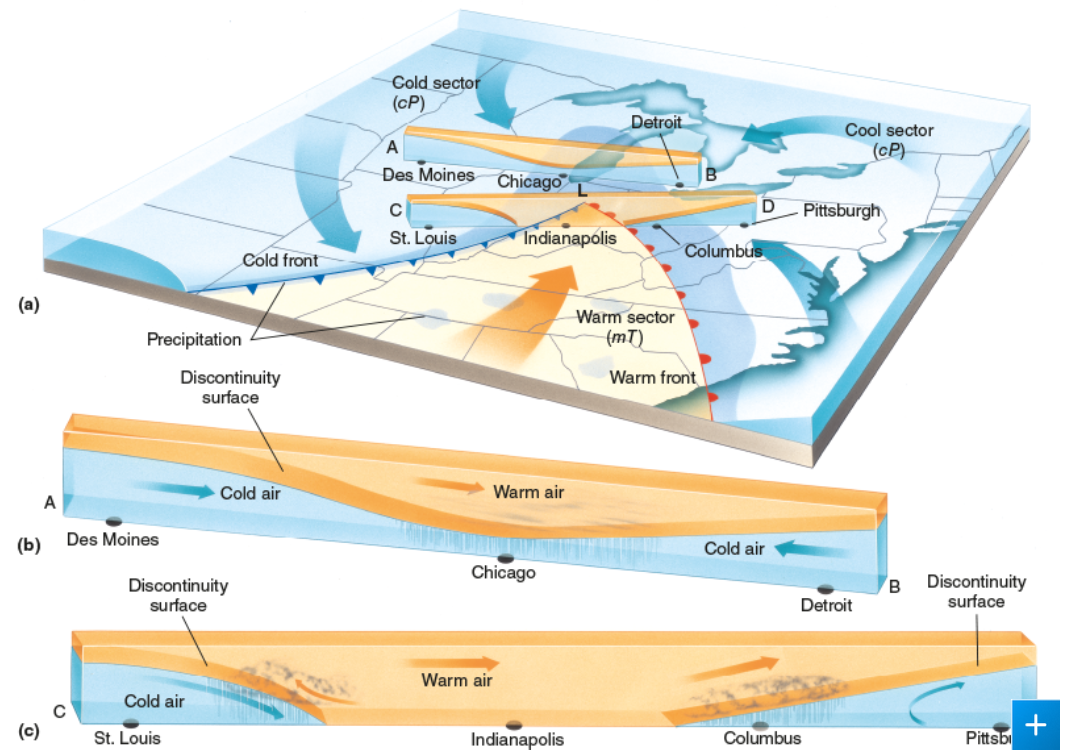 Cold sector
(cP)
Detroit
Cool sector
(cP)
A
Des Moines
Chicago
B
L
C
D
St. Louis
Indianapolis
Pittsburgh
Columbus
Cold front
(a)
Precipitation
Warm sector
(mT)
Warm front
Discontinuity
surface
Cold air
Warm air
A
Des Moines
(b)
Cold air
Chicago
B
Detroit
Discontinuity
surface
Discontinuity
surface
Warm air
Cold air
C
(c)
St. Louis
Indianapolis
Columbus
Pittsb
+